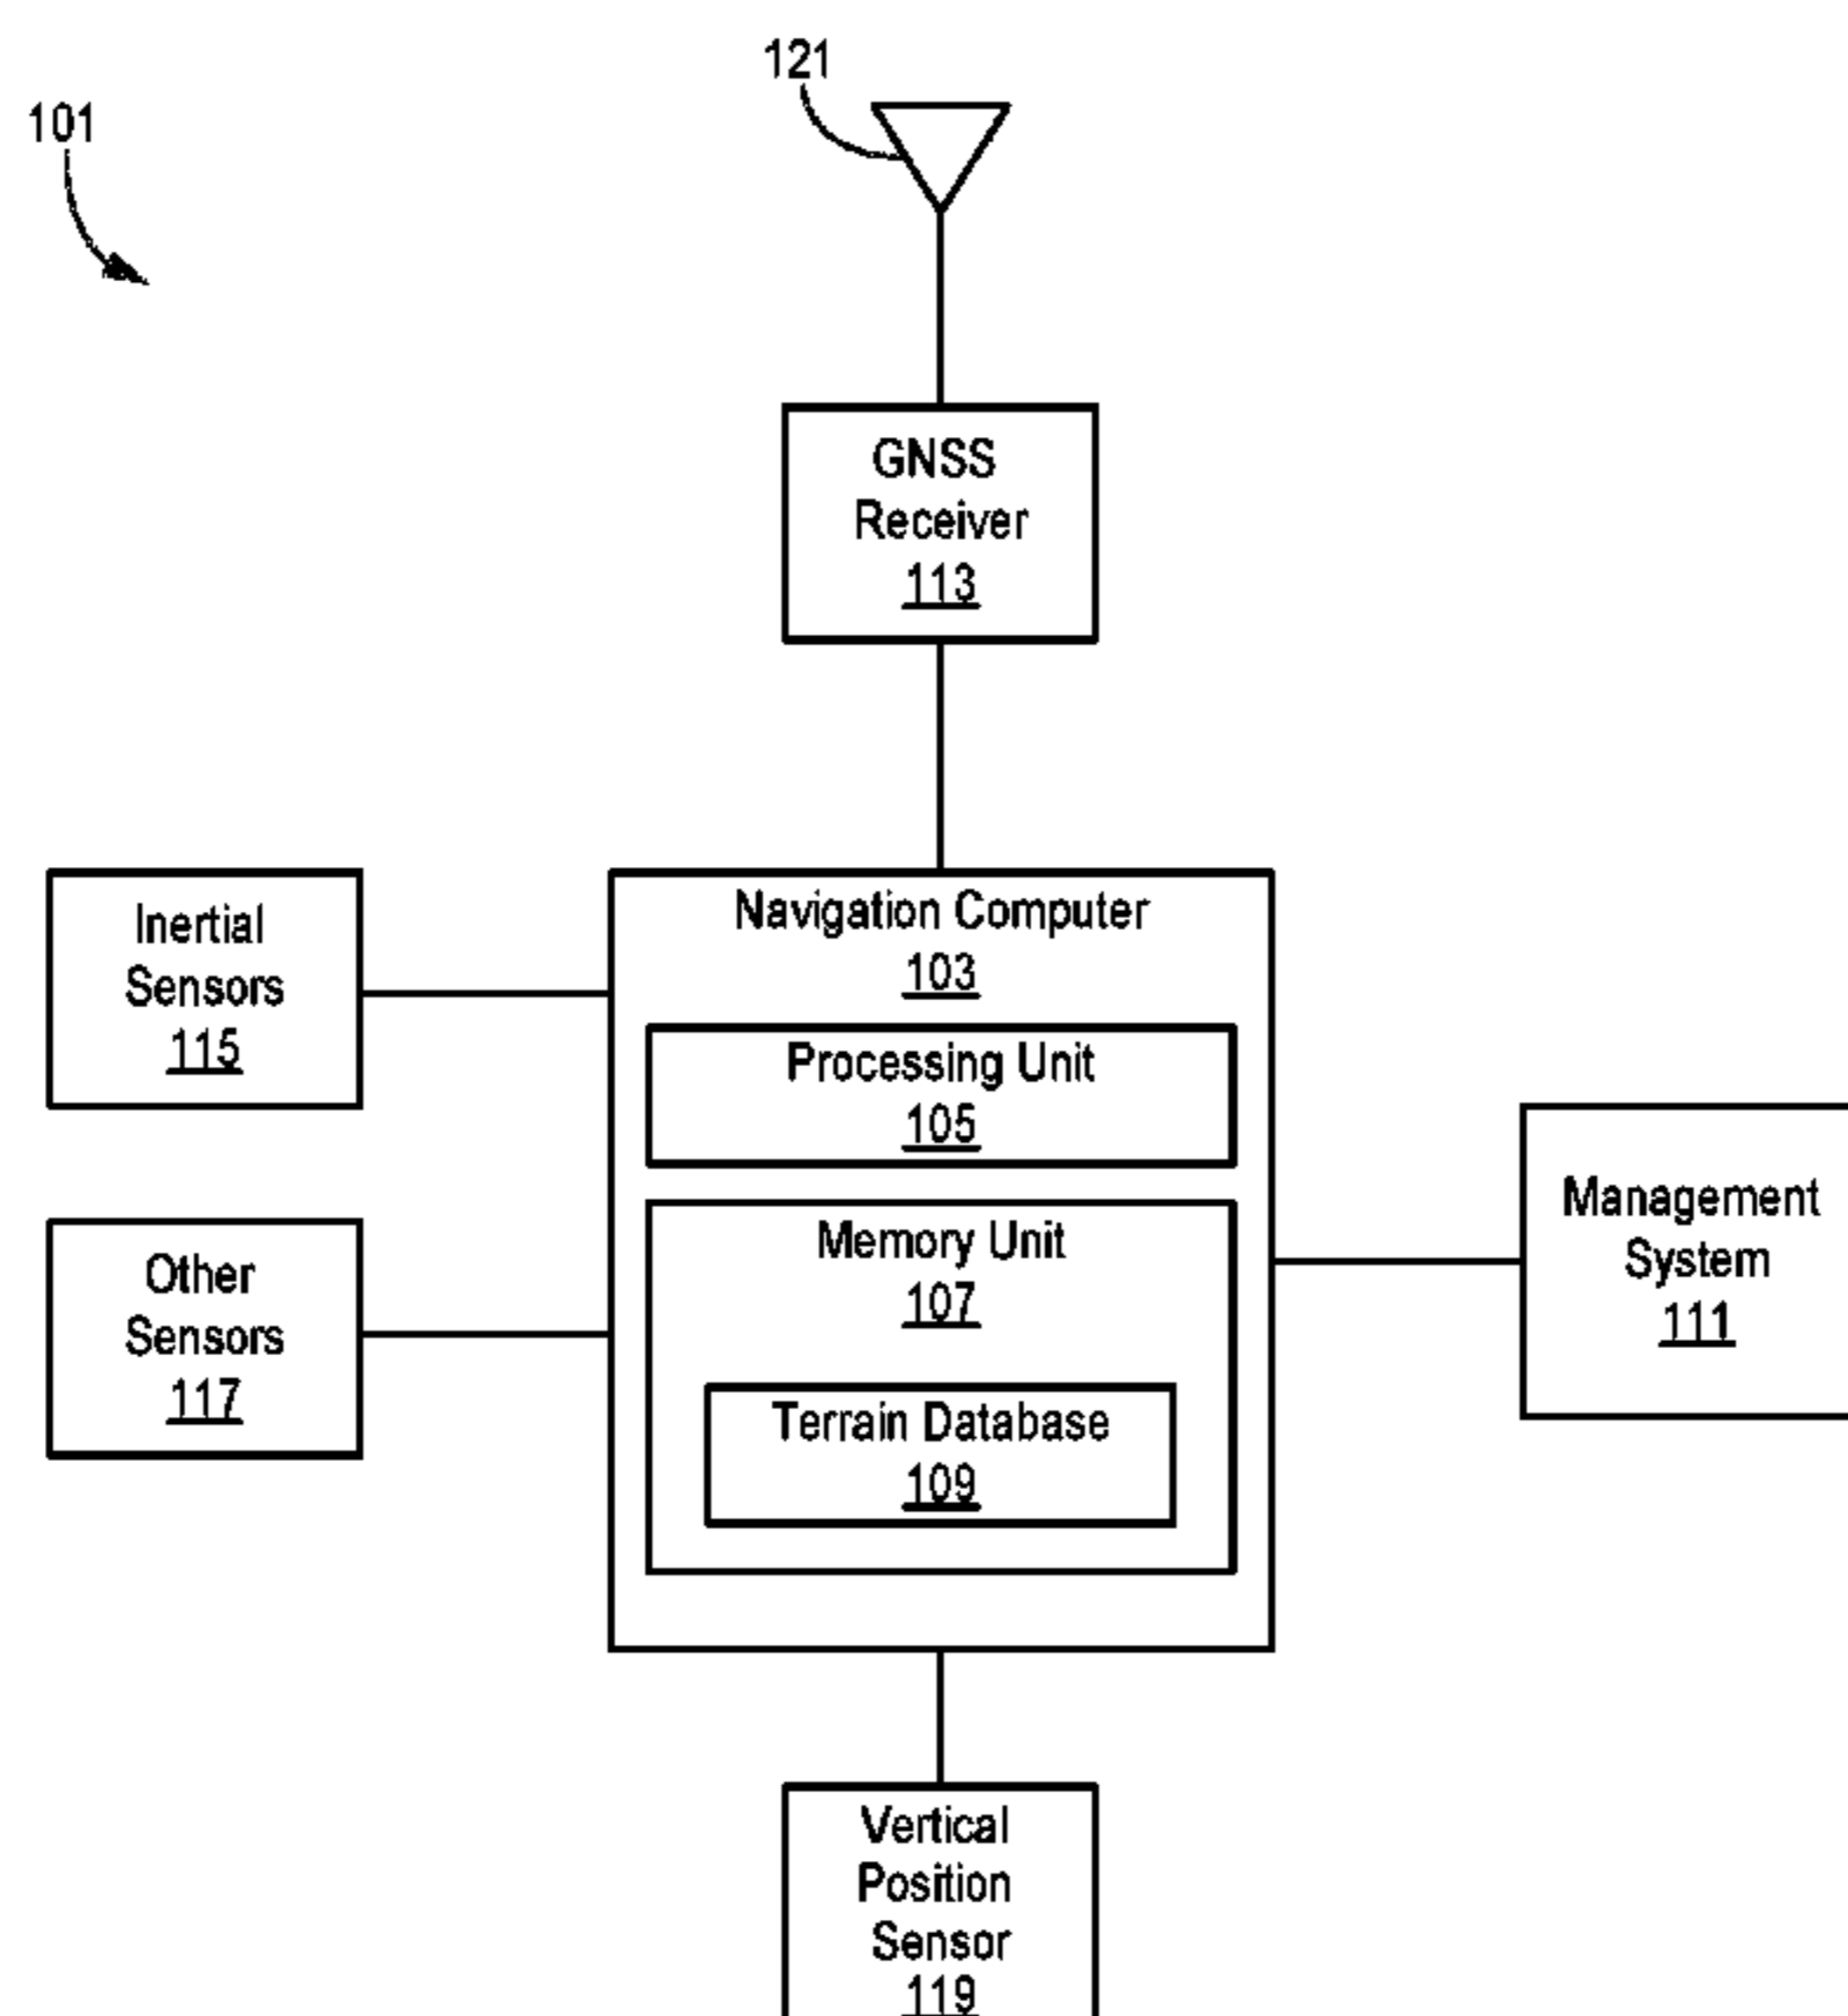 121
101
GNSS
Receiver
113
Inertial
Sensors
115
Navigation Computer
103
Processing Unit
105
Memory Unit
107
Terrain Database
109
Other
Sensors
117
Management
System
111
Vertical
Position
Sensor
119